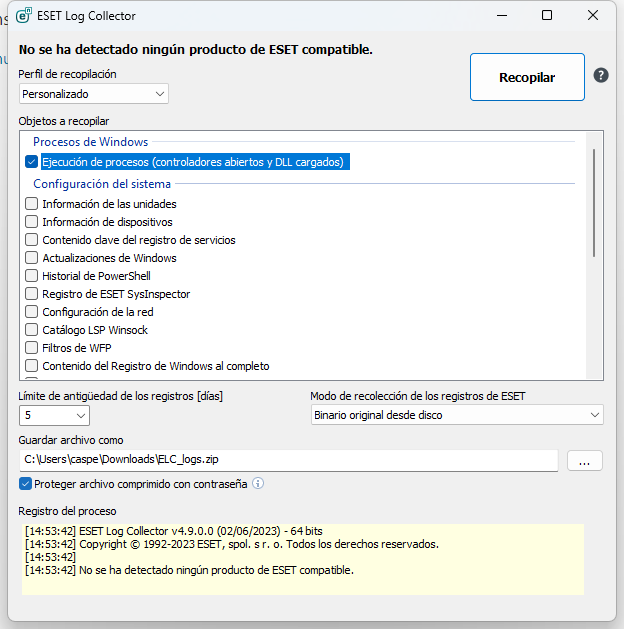 ESET Log Collector
No se ha detectado ningún producto de ESET compatible.
Perfil de recopilación
Personalizado
Recopilar
?
Objetos a recopilar
Procesos de Windows
Ejecución de procesos (controladores abiertos y DLL cargados)
Configuración del sistema
Información de las unidades
Información de dispositivos
Contenido clave del registro de servicios
Actualizaciones de Windows
Historial de PowerShell
Registro de ESET SysInspector
Configuración de la red
Catálogo LSP Winsock
Filtros de WFP
Contenido del Registro de Windows al completo
Límite de antigüedad de los registros [días]
Modo de recolección de los registros de ESET
5
Binario original desde disco
Guardar archivo como
C:\Users\caspe\Downloads\ELC_logs.zip
...
Proteger archivo comprimido con contraseña
Registro del proceso
[14:53:42] ESET Log Collector v4.9.0.0 (02/06/2023) - 64 bits
[14:53:42] Copyright © 1992-2023 ESET, spol. s r. o. Todos los derechos reservados.
[14:53:42]
[14:53:42] No se ha detectado ningún producto de ESET compatible.